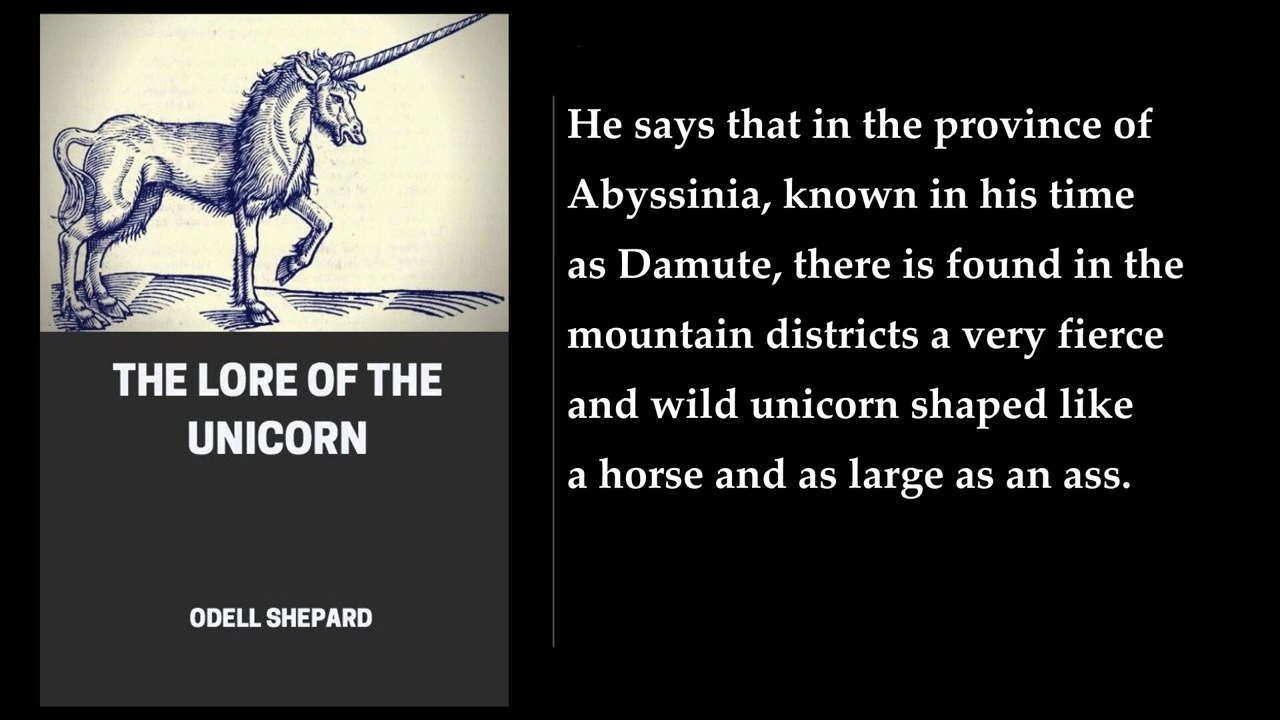 THE LORE OF THE
UNICORN
ODELL SHEPARD
He says that in the province of
Abyssinia, known in his time
as Damute, there is found in the
mountain districts a very fierce
and wild unicorn shaped like
a horse and as large as an ass.